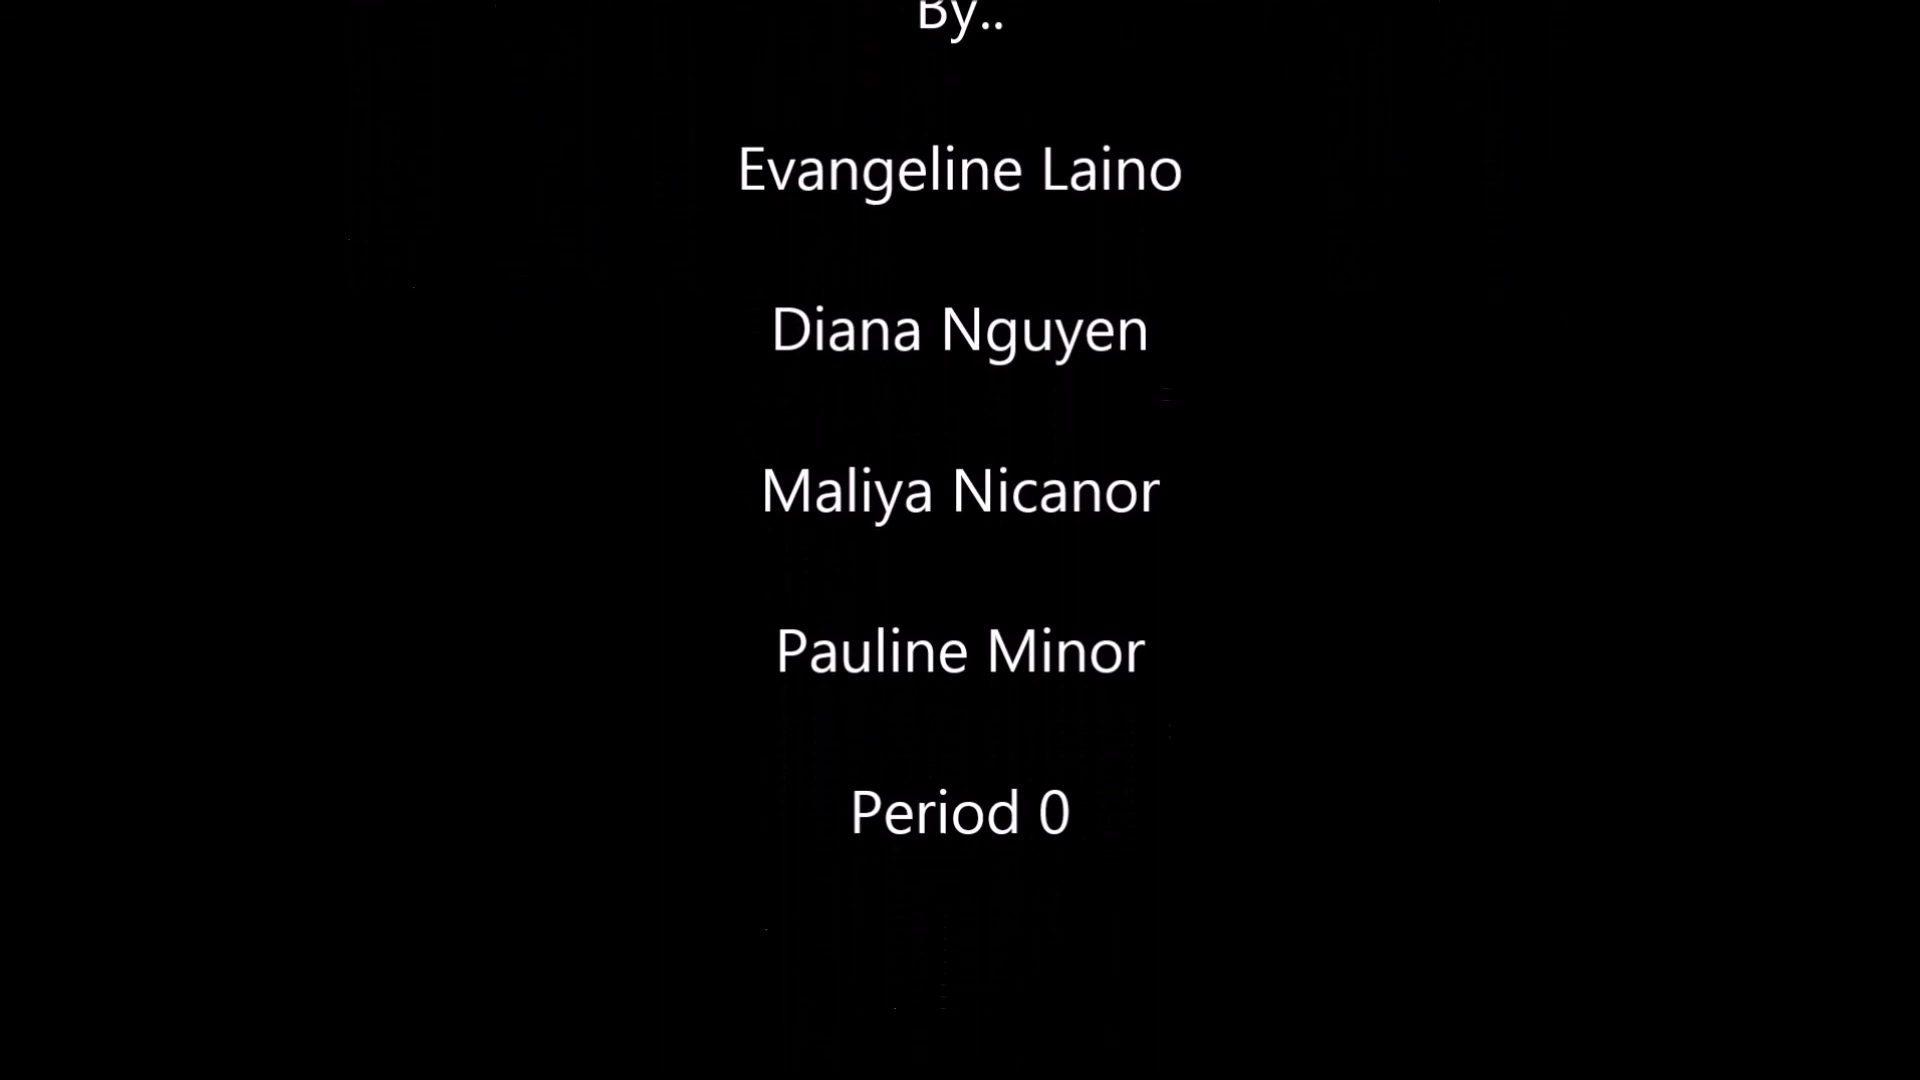 By..
Evangeline Laino
Diana Nguyen
Maliya Nicanor
Pauline Minor
Period 0